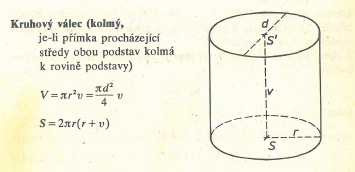 Kruhový válec (kolmý,
je-li přímka procházející
středy obou podstav kolmá
k rovině podstavy)
V = πr²v = πd²/4 v
S = 2πr(r + v)
d
S'
v
r
S